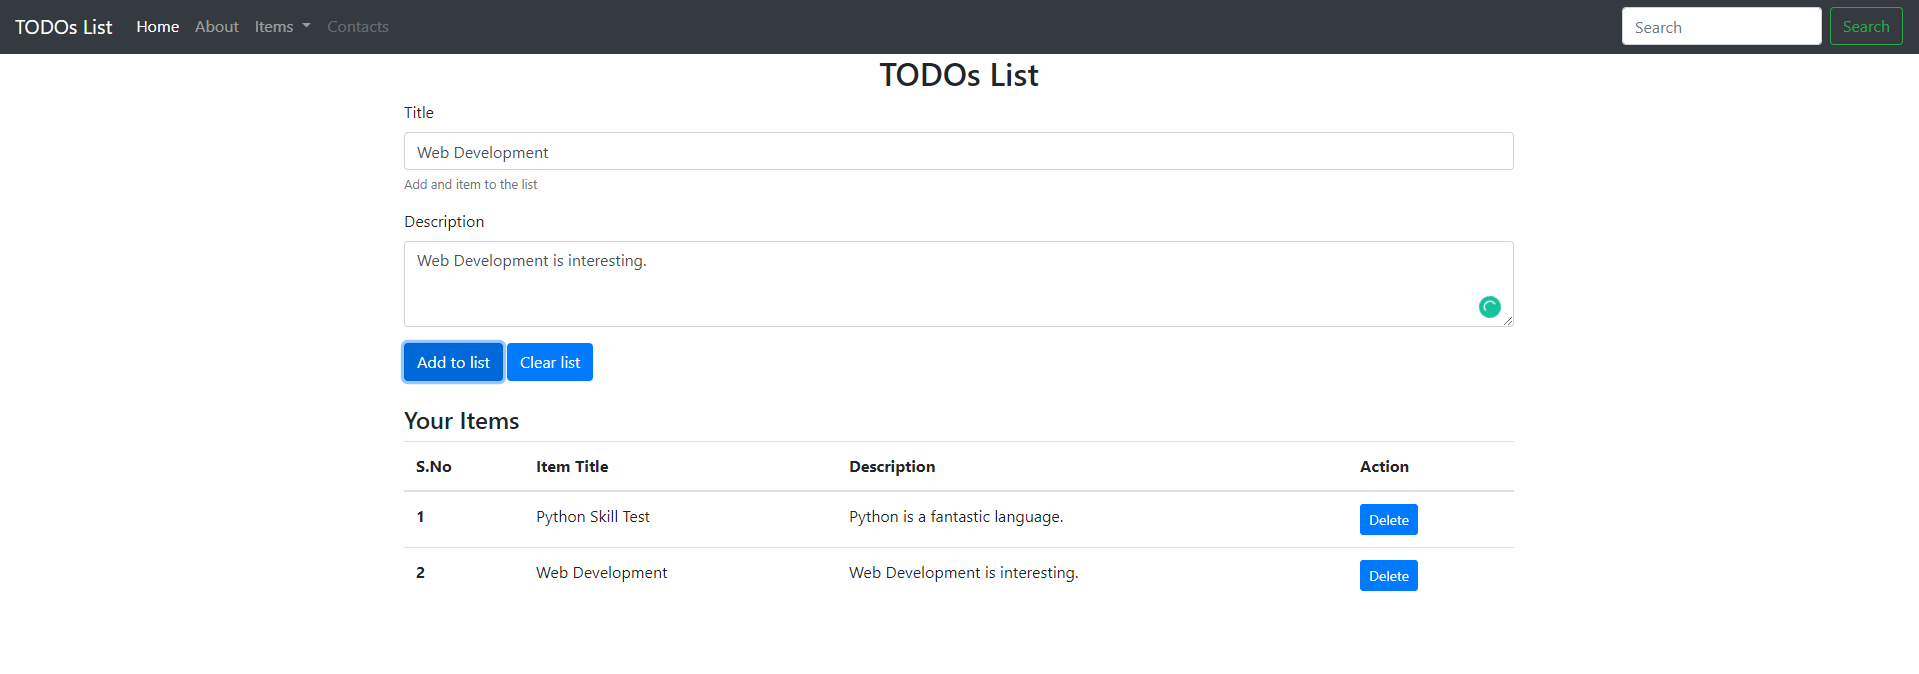 TODOs List Home About Items Contacts Search Search
TODOs List
Title
Web Development
Add and item to the list
Description
Web Development is interesting.
Add to list Clear list
Your Items
S.No Item Title Description Action
1 Python Skill Test Python is a fantastic language. Delete
2 Web Development Web Development is interesting. Delete